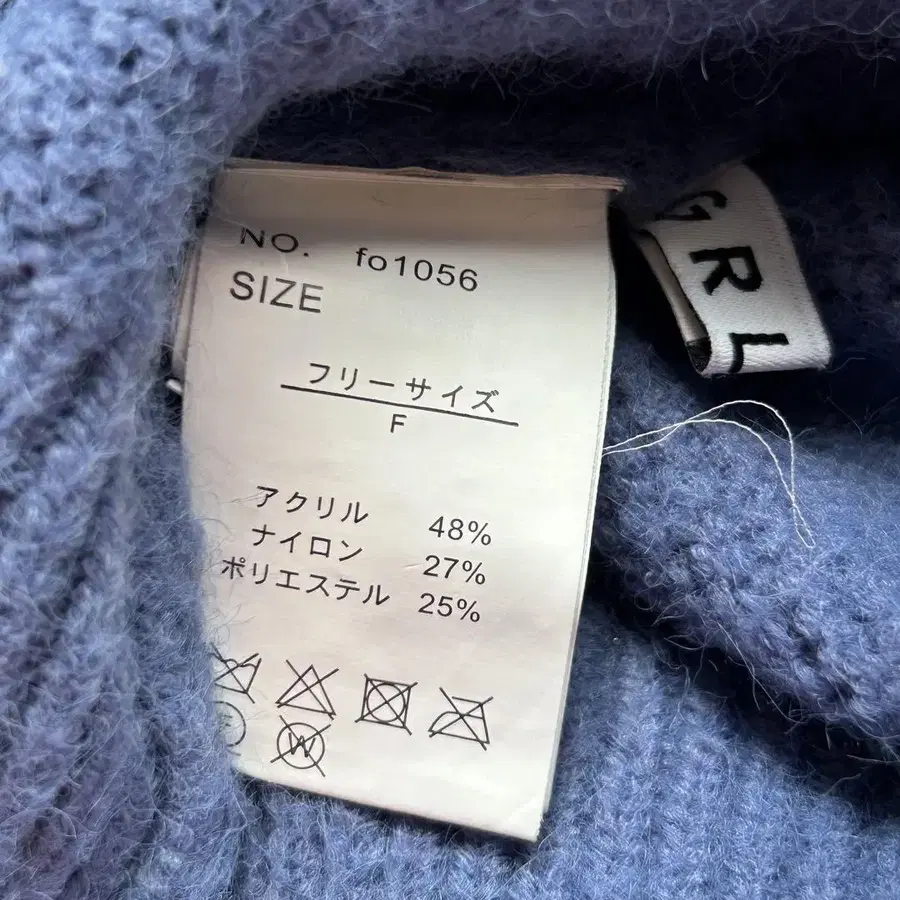 NO. fo1056
SIZE
フリーサイズ
F
アクリル 48%
ナイロン 27%
ポリエステル 25%
W
GRL